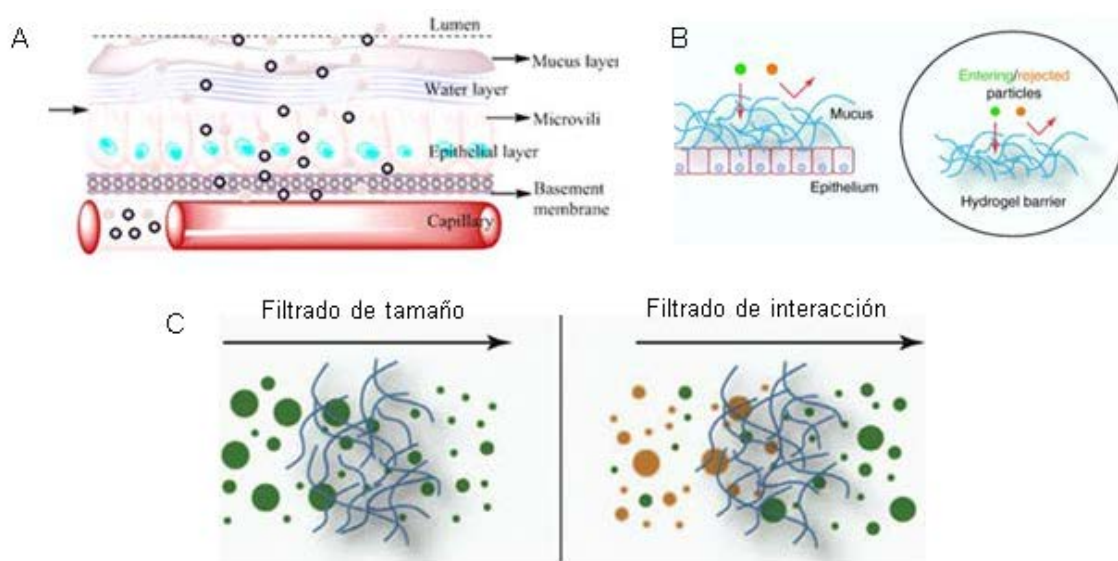 A
Lumen
Mucus layer
Water layer
Microvili
Epithelial layer
Basement
membrane
Capillary
B
Mucus
Epithelium
Entering/rejected
particles
Hydrogel barrier
C
Filtrado de tamaño
Filtrado de interacción